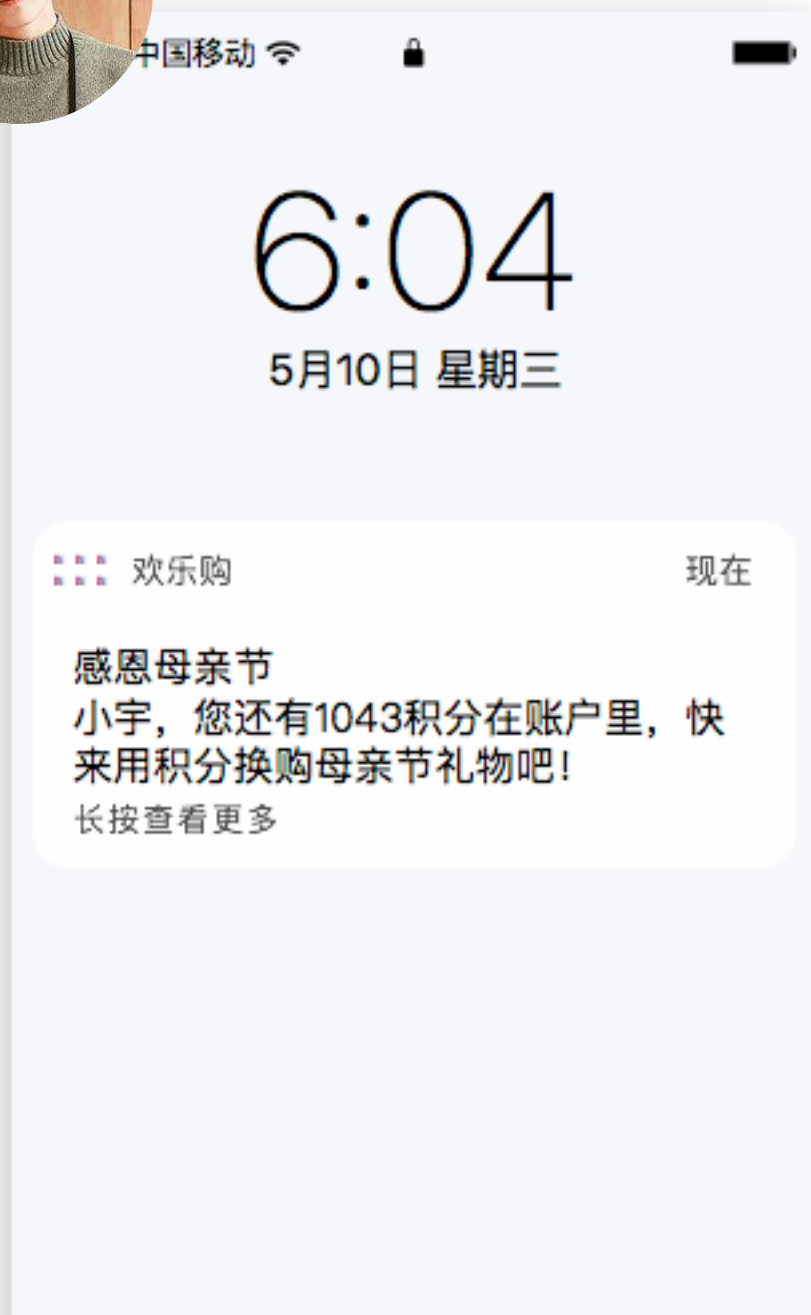 中国移动
6:04
5月10日 星期三
欢乐购 现在
感恩母亲节
小宇，您还有1043积分在账户里，快
来用积分换购母亲节礼物吧！
长按查看更多